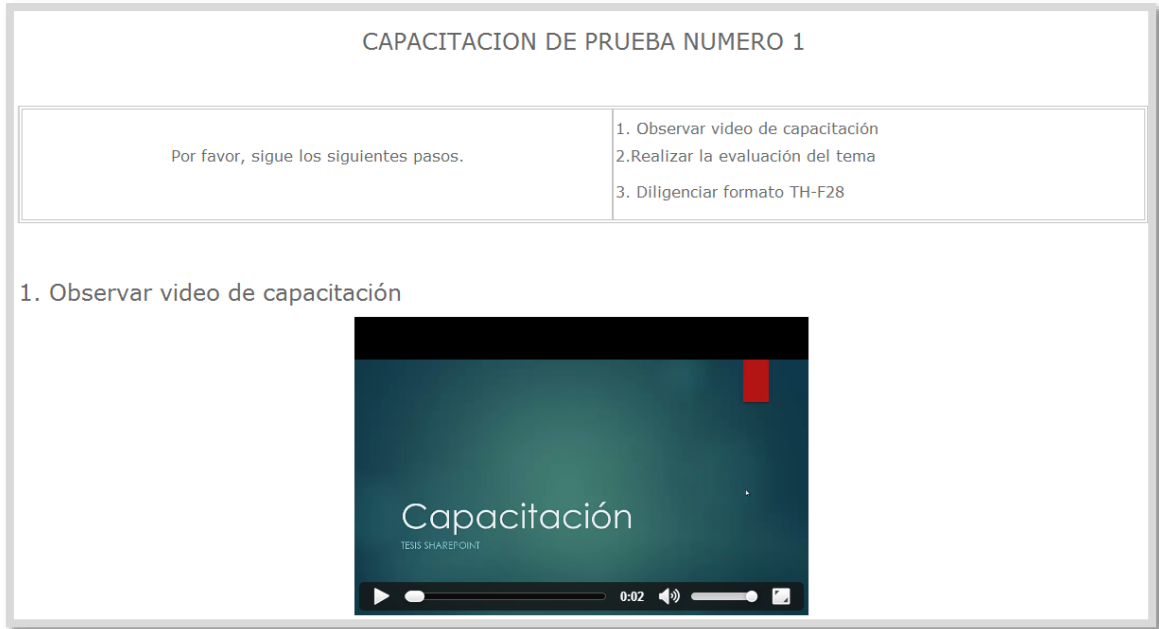 CAPACITACION DE PRUEBA NUMERO 1
Por favor, sigue los siguientes pasos.
1. Observar video de capacitación
2.Realizar la evaluación del tema
3. Diligenciar formato TH-F28
1. Observar video de capacitación
Capacitación
TESIS SHAREPOINT
0:02